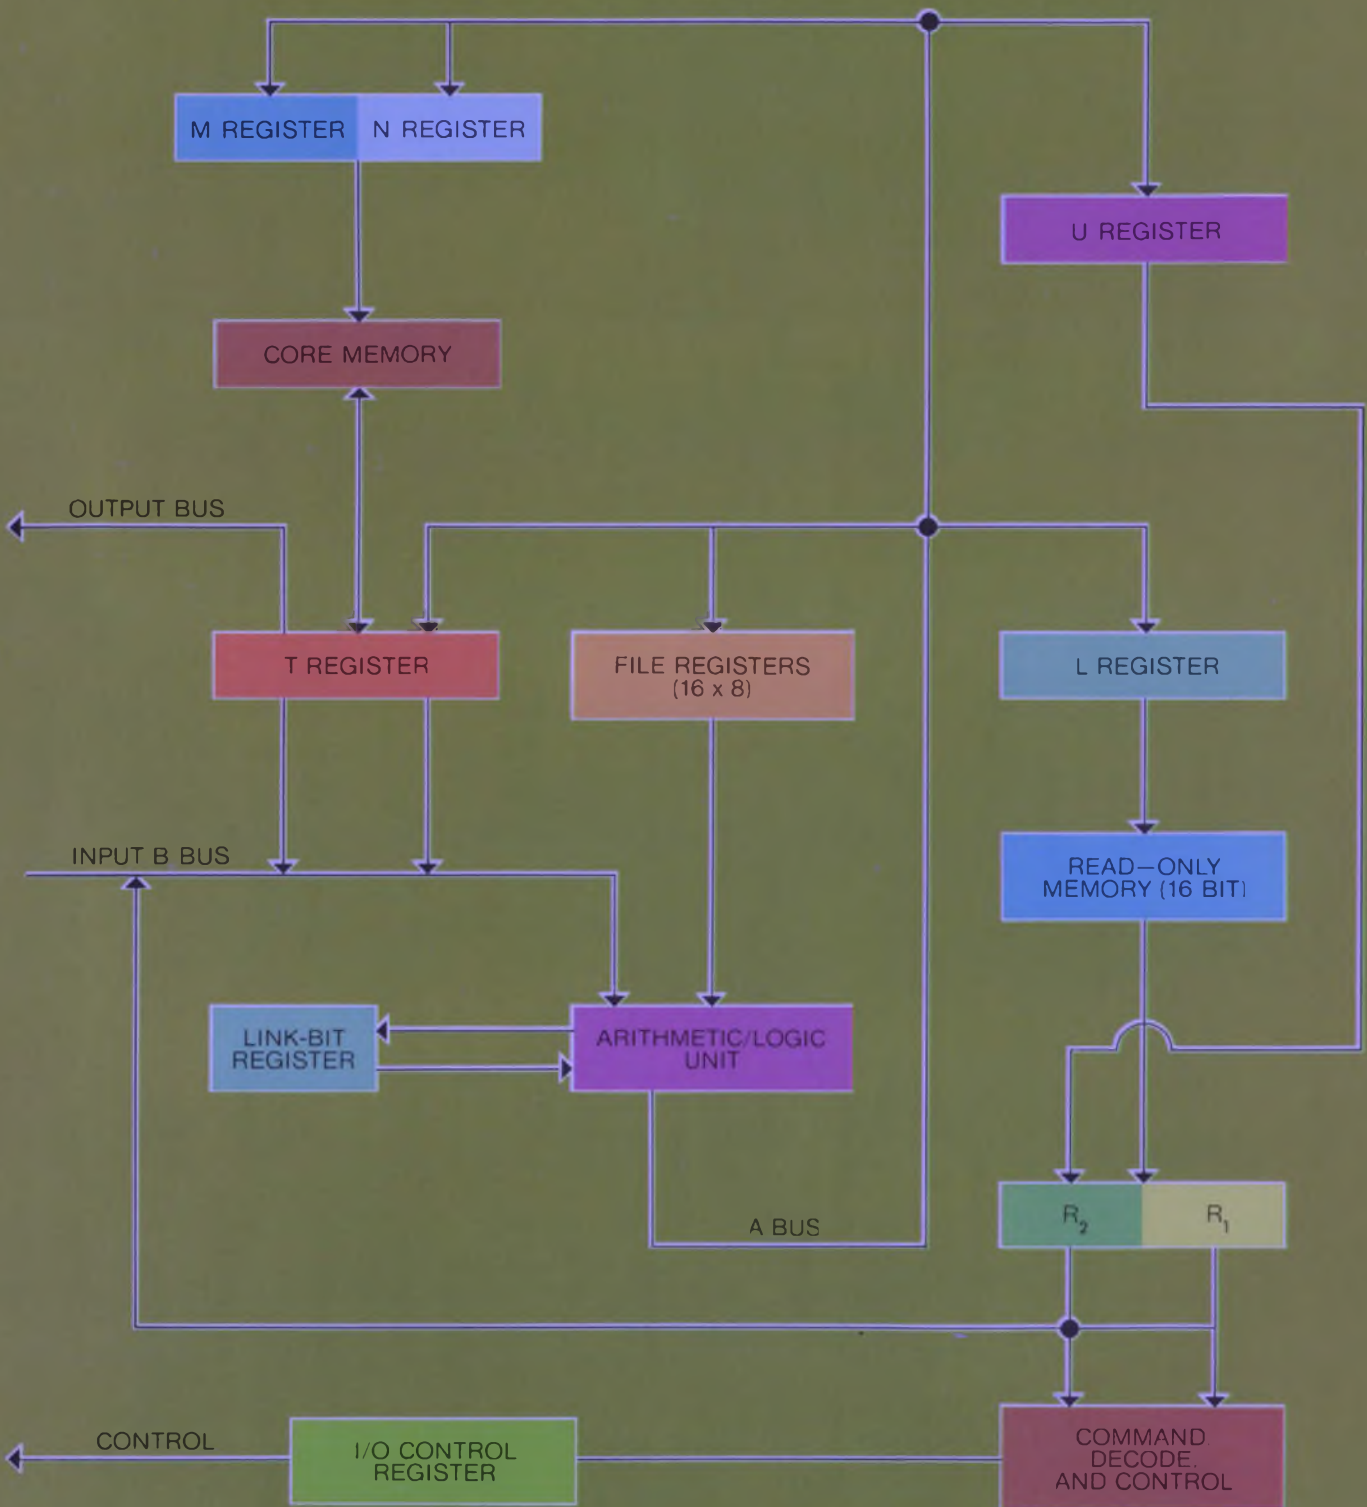 M REGISTER
N REGISTER
U REGISTER
CORE MEMORY
OUTPUT BUS
T REGISTER
FILE REGISTERS
(16 x 8)
L REGISTER
INPUT B BUS
READ—ONLY
MEMORY (16 BIT)
LINK-BIT
REGISTER
ARITHMETIC/LOGIC
UNIT
R2
R1
A BUS
CONTROL
I/O CONTROL
REGISTER
COMMAND,
DECODE,
AND CONTROL